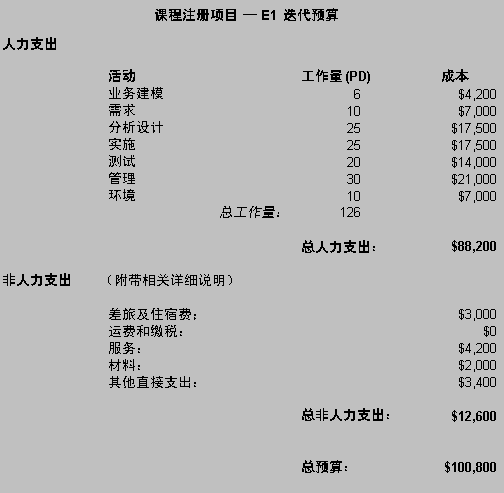 课程注册项目 — E1 迭代预算
人力支出
活动 工作量 (PD) 成本
业务建模 6 $4,200
需求 10 $7,000
分析设计 25 $17,500
实施 25 $17,500
测试 20 $14,000
管理 30 $21,000
环境 10 $7,000
总工作量： 126
总人力支出： $88,200
非人力支出 （附带相关详细说明）
差旅及住宿费： $3,000
运费和缴税： $0
服务： $4,200
材料： $2,000
其他直接支出： $3,400
总非人力支出： $12,600
总预算： $100,800